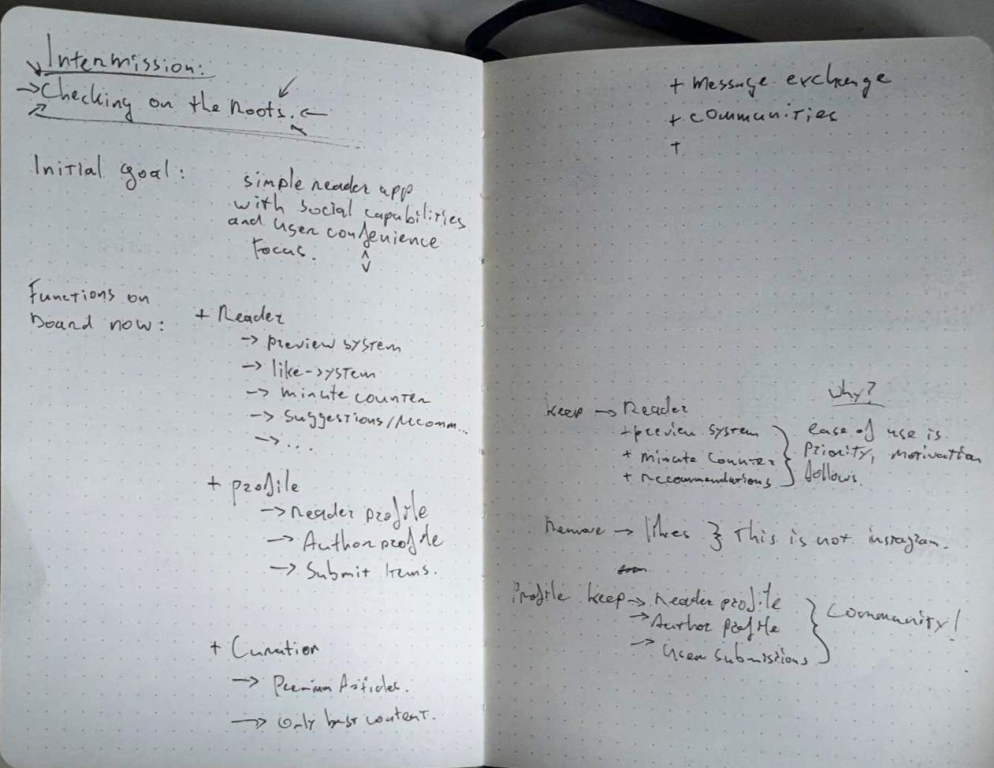 Intermission:
→Checking on the roots.←
Initial goal:
simple reader app
with social capabilities
and user confenience
focus.
Functions on
board now:
+ Reader
→ preview system
→ like-system
→ minute counter
→ suggestions/recomm...
→ ...
+ profile
→ Reader profile
→ Author profile
→ Submit Items.
+ Curation
→ Premium Articles.
→ only best content.
+ message exchange
+ communities
+
Why?
keep → Reader
+ preview system } ease of use is
+ minute counter } priority, motivation
+ recommendations } follows.
Remove → likes } This is not instagram.
Profile keep → Reader profile
→ Author profile } Community!
→ User submissions